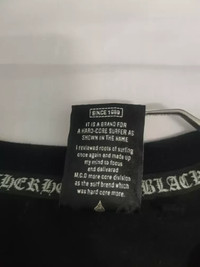 SINCE 1998
IT IS A BRAND FOR
A HARD-CORE SURFER AS
SHOWN IN THE NAME
I reviewed roots of surfing
once again and made up
my mind to focus
and delivered
M.C.D more core division
as the surf brand which
was hard core more.
HERH
BLAC